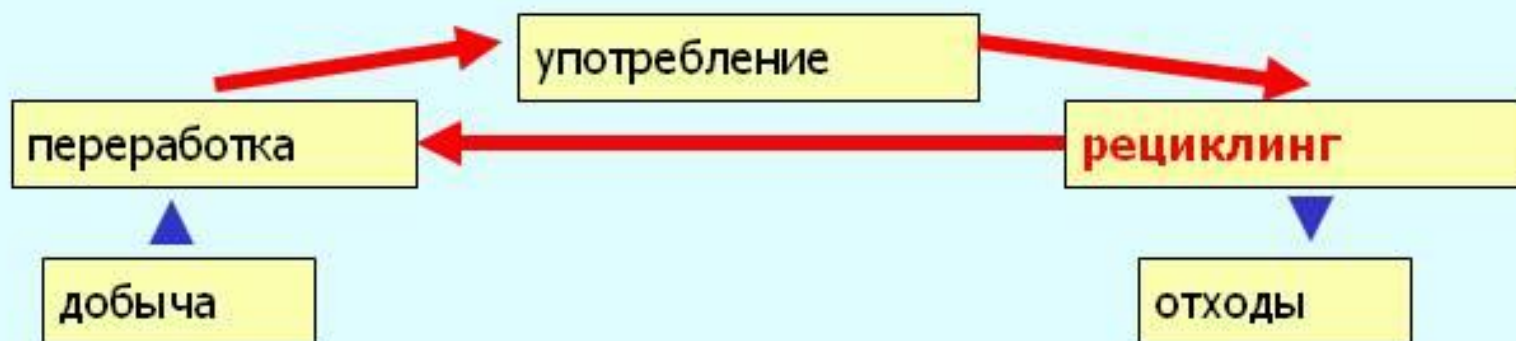 употребление
переработка
рециклинг
добыча
отходы